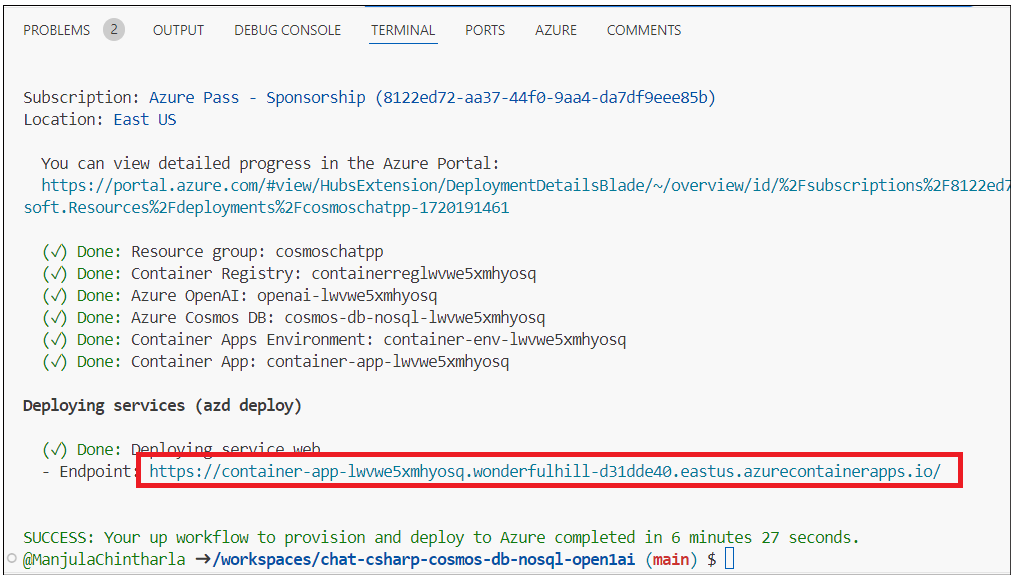 PROBLEMS 2 OUTPUT DEBUG CONSOLE TERMINAL PORTS AZURE COMMENTS
Subscription: Azure Pass - Sponsorship (8122ed72-aa37-44f0-9aa4-da7df9eee85b)
Location: East US
You can view detailed progress in the Azure Portal:
https://portal.azure.com/#view/HubsExtension/DeploymentDetailsBlade/~/overview/id/%2Fsubscriptions%2F8122ed7
soft.Resources%2Fdeployments%2Fcosmoschatpp-1720191461
(✓) Done: Resource group: cosmoschatpp
(✓) Done: Container Registry: containerreglwvwe5xmhyosq
(✓) Done: Azure OpenAI: openai-lwvwe5xmhyosq
(✓) Done: Azure Cosmos DB: cosmos-db-nosql-lwvwe5xmhyosq
(✓) Done: Container Apps Environment: container-env-lwvwe5xmhyosq
(✓) Done: Container App: container-app-lwvwe5xmhyosq
Deploying services (azd deploy)
(✓) Done: Deploying service web
- Endpoint: https://container-app-lwvwe5xmhyosq.wonderfulhill-d31dde40.eastus.azurecontainerapps.io/
SUCCESS: Your up workflow to provision and deploy to Azure completed in 6 minutes 27 seconds.
@ManjulaChintharla ➜/workspaces/chat-csharp-cosmos-db-nosql-open1ai (main) $